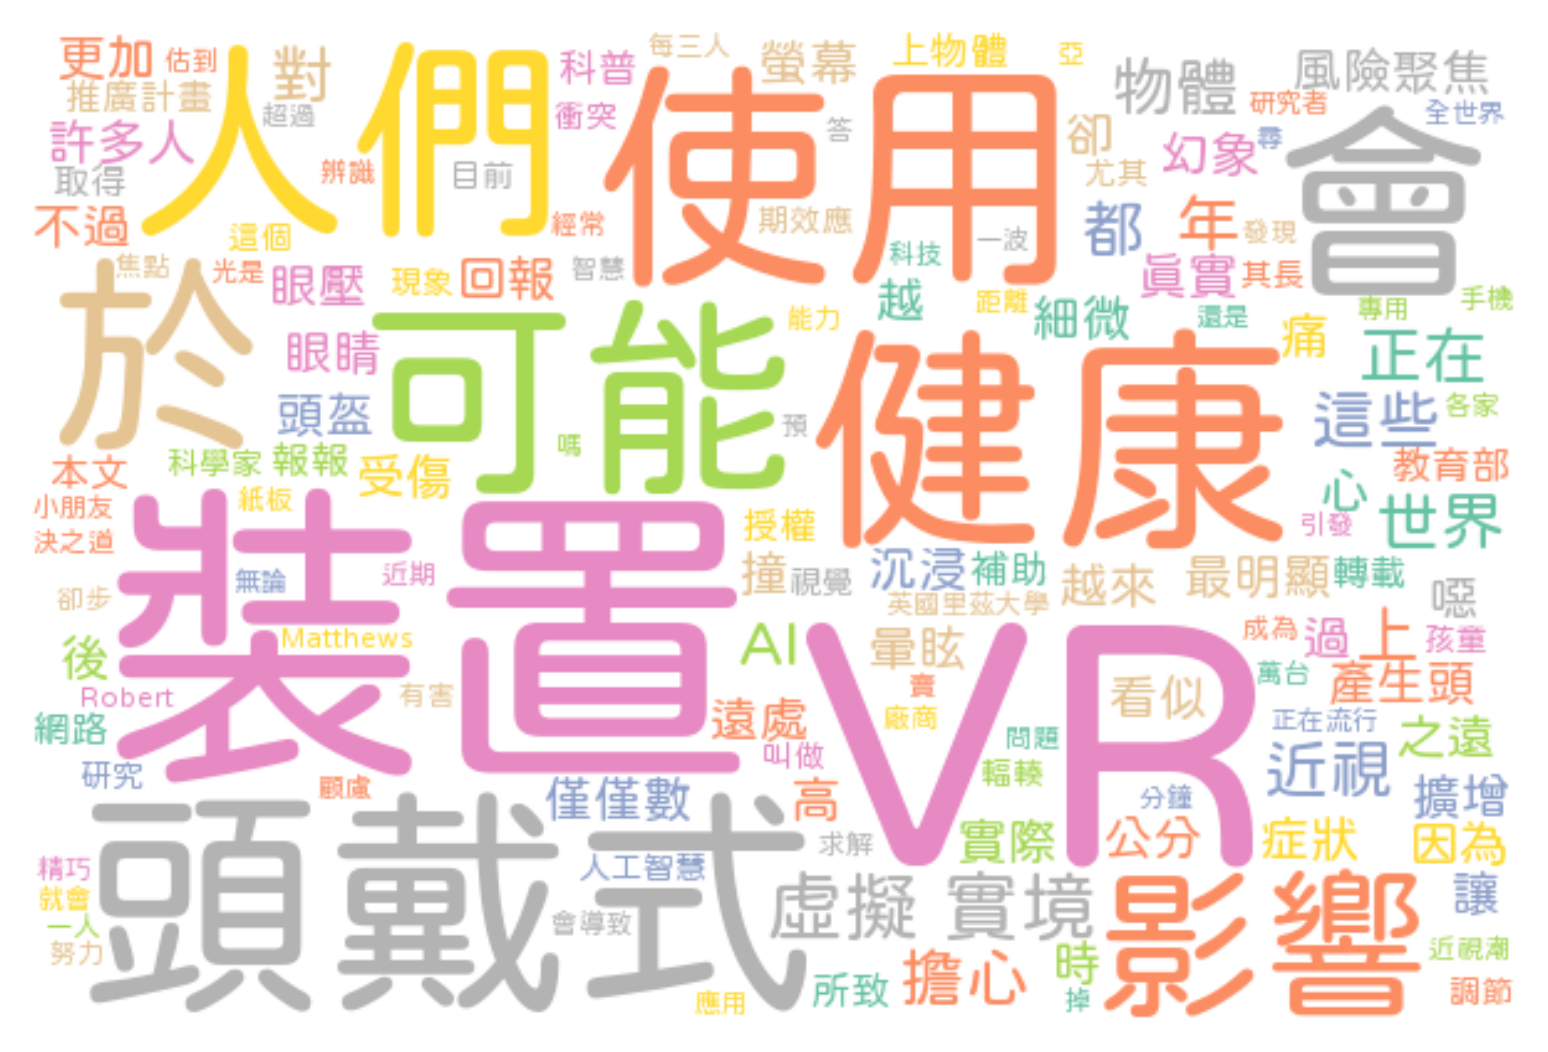 更加 估到 對 人們 科普 每三人 螢幕 上物體 亞 物體 風險聚焦
推廣計畫 超過 衝突 使用 答 卻 研究者 全世界
許多人 辨識 目前 幻象 尋 會
取得 尤其
不過 這個 經常 期效應 一波 都 年 發現
焦點 光是 眼壓 現象 回報 智慧 科技 眞實 其長
於 眼睛 可能 能力 越 距離 細微 還是 痛 專用 手機
頭盔 嗎 預 健康 正在 這些 各家
本文 科學家 報報 受傷 心 教育部
小朋友 紙板 授權 引發 世界
決之道 裝置 無論 近期 撞 視覺 沉浸 補助 越來 最明顯 轉載
卻步 英國里茲大學 噁
後 Matthews AI VR 暈眩 成為 過 上 孩童
Robert 有害 賣 看似 萬台 產生頭
網路 遠處 廠商 正在流行 之遠
研究 叫做 問題 近視
顧慮 僅僅數 高 輻輳 分鐘 擴增
頭戴式 求解 實際 公分 症狀 因為
精巧 人工智慧 虛擬 實境 影響 讓
就會
一人 會導致 時 近視潮
努力 應用 所致 擔心 掉 調節